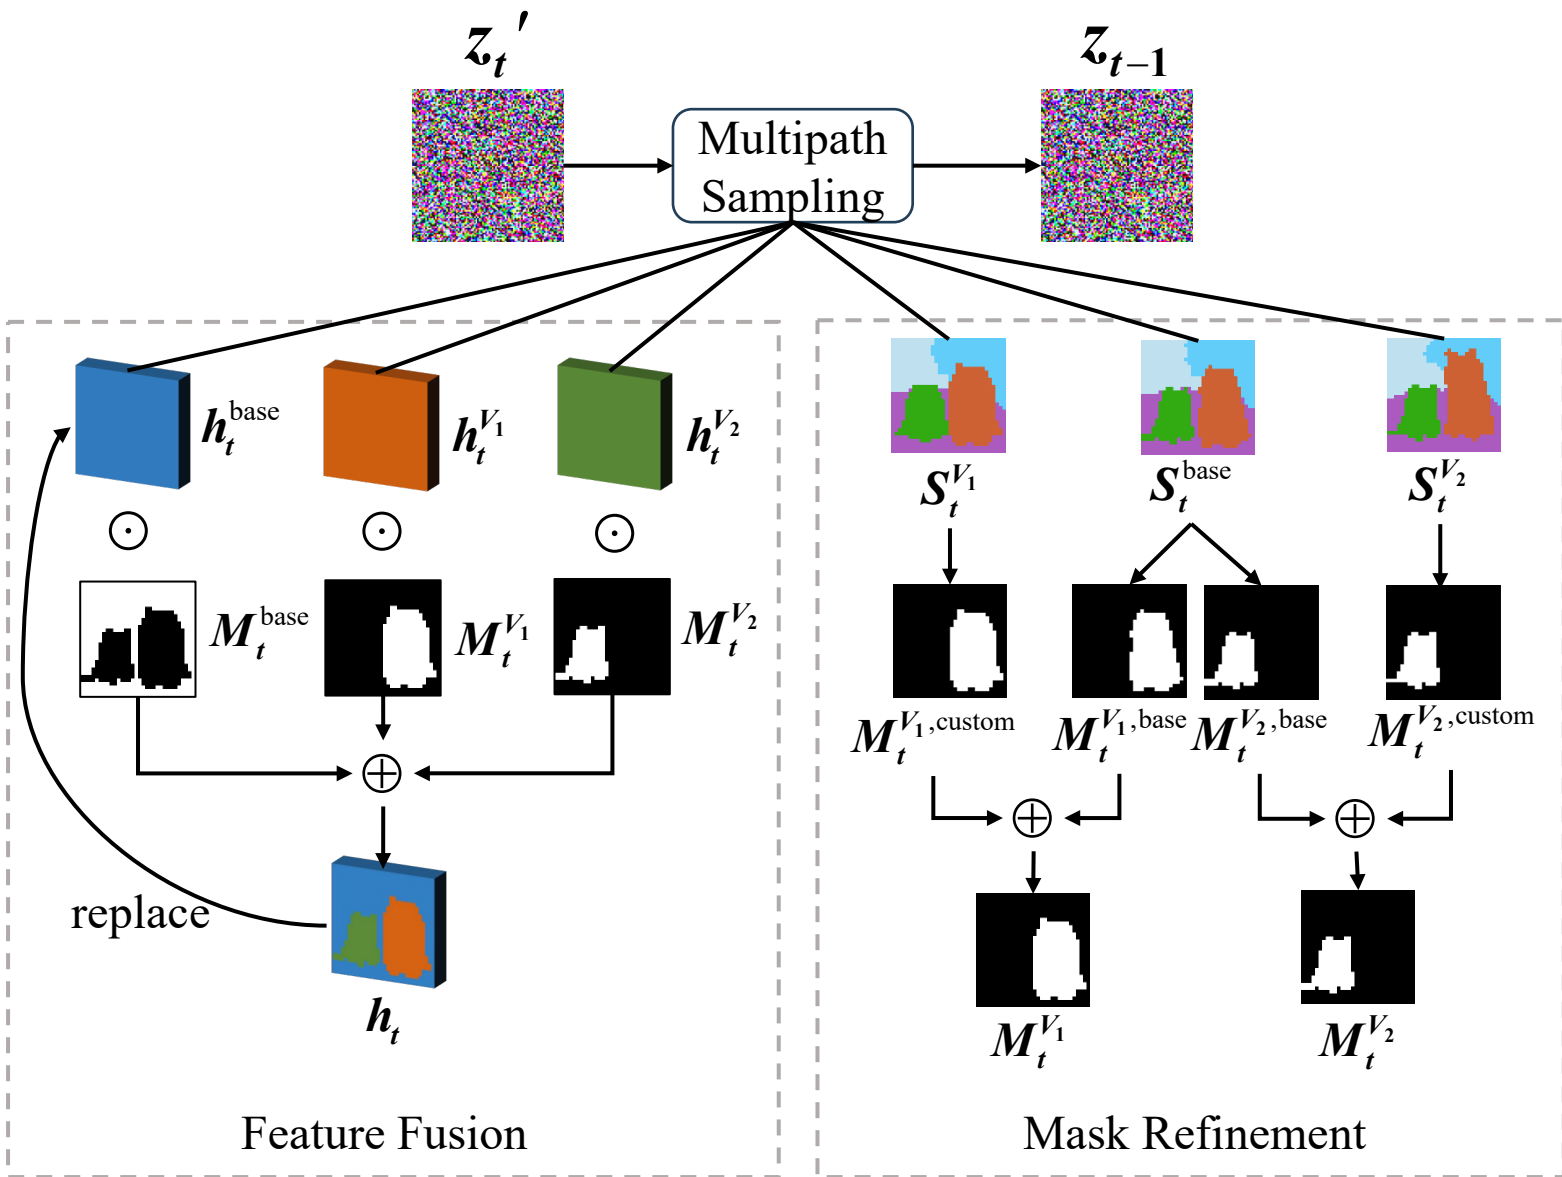 z_t′
z_{t−1}
Multipath
Sampling
h_t^{base}
h_t^{V_1}
h_t^{V_2}
S_t^{V_1}
S_t^{base}
S_t^{V_2}
M_t^{base}
M_t^{V_1}
M_t^{V_2}
M_t^{V_1,custom}
M_t^{V_1,base}
M_t^{V_2,base}
M_t^{V_2,custom}
replace
h_t
M_t^{V_1}
M_t^{V_2}
Feature Fusion
Mask Refinement